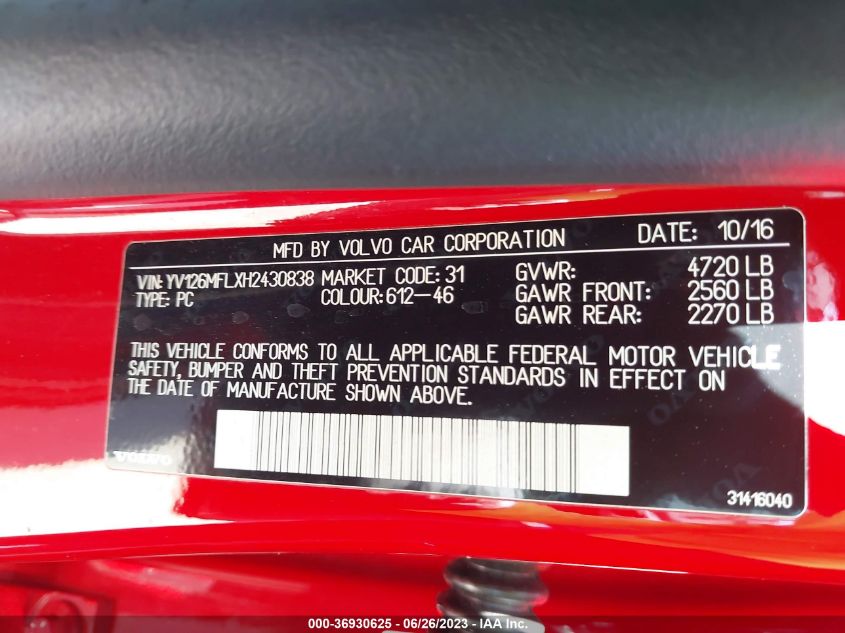 MFD BY VOLVO CAR CORPORATION DATE: 10/16
VIN: YV126MFLXH2430838 MARKET CODE: 31 GVWR: 4720 LB
TYPE: PC COLOUR: 612-46 GAWR FRONT: 2560 LB
GAWR REAR: 2270 LB
THIS VEHICLE CONFORMS TO ALL APPLICABLE FEDERAL MOTOR VEHICLE
SAFETY, BUMPER AND THEFT PREVENTION STANDARDS IN EFFECT ON
THE DATE OF MANUFACTURE SHOWN ABOVE.
VOLVO
31416040
000-36930625 - 06/26/2023 - IAA Inc.